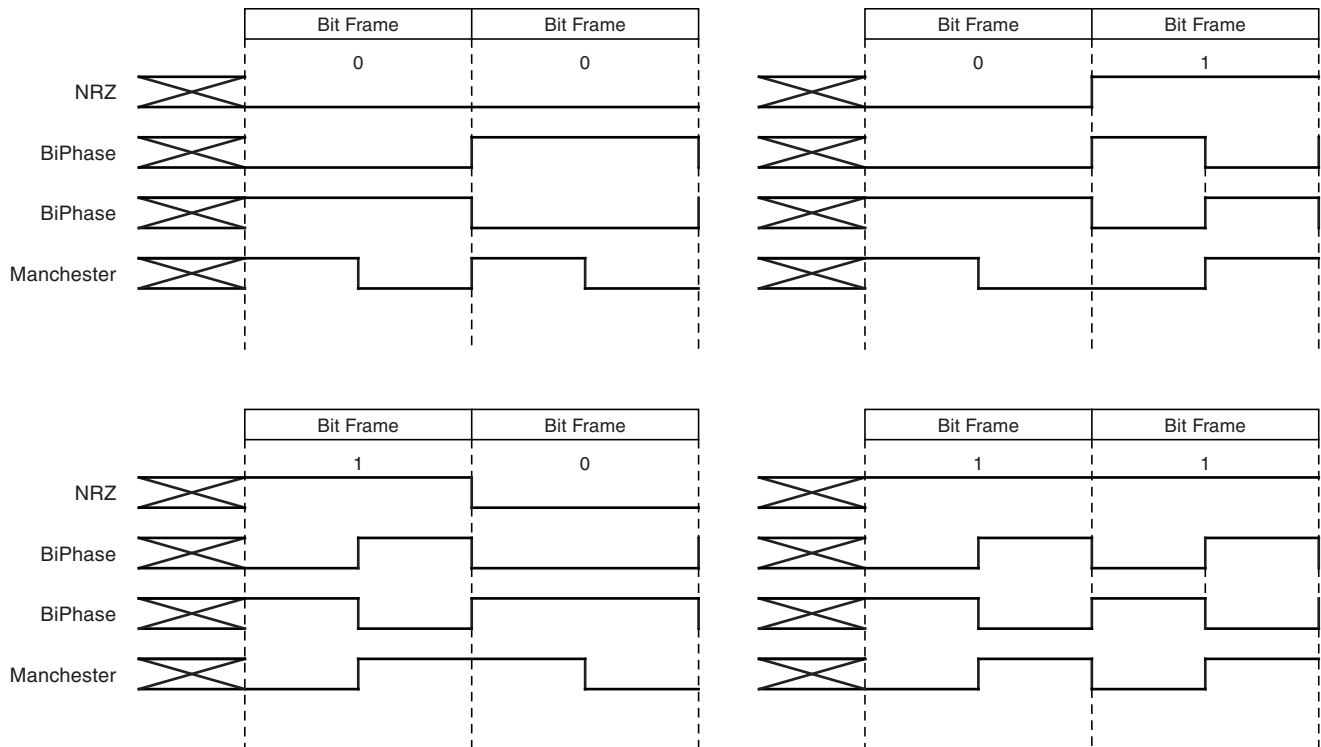 Bit Frame Bit Frame
0 0
NRZ
BiPhase
BiPhase
Manchester
Bit Frame Bit Frame
0 1
Bit Frame Bit Frame
1 0
NRZ
BiPhase
BiPhase
Manchester
Bit Frame Bit Frame
1 1